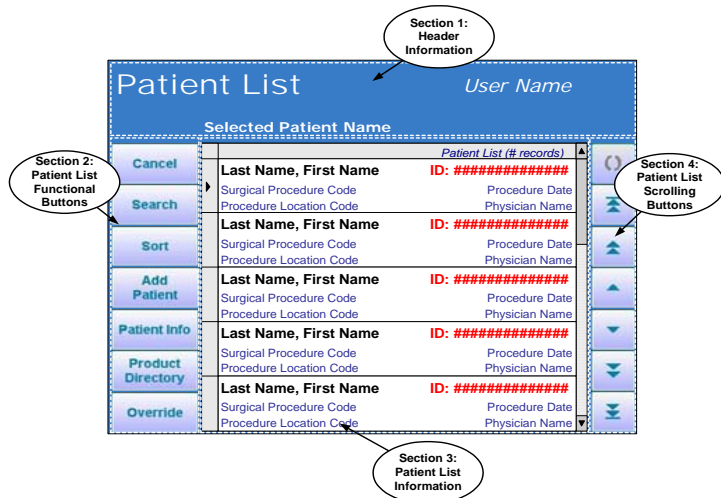 Section 1:
Header
Information
Patient List
User Name
Selected Patient Name
Section 2:
Patient List
Functional
Buttons
Cancel
Search
Sort
Add
Patient
Patient Info
Product
Directory
Override
Patient List (# records)
Last Name, First Name ID: ##############
Surgical Procedure Code Procedure Date
Procedure Location Code Physician Name
Last Name, First Name ID: ##############
Surgical Procedure Code Procedure Date
Procedure Location Code Physician Name
Last Name, First Name ID: ##############
Surgical Procedure Code Procedure Date
Procedure Location Code Physician Name
Last Name, First Name ID: ##############
Surgical Procedure Code Procedure Date
Procedure Location Code Physician Name
Last Name, First Name ID: ##############
Surgical Procedure Code Procedure Date
Procedure Location Code Physician Name
Section 4:
Patient List
Scrolling
Buttons
Section 3:
Patient List
Information